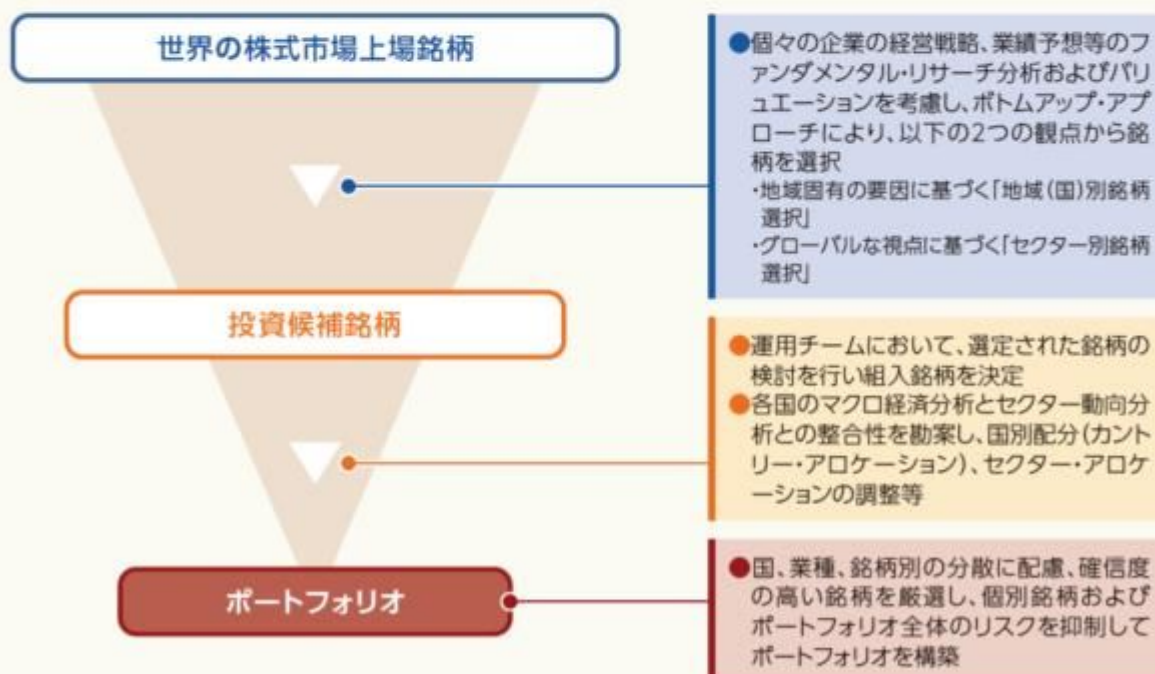 世界の株式市場上場銘柄
●個々の企業の経営戦略、業績予想等のフ
ァンダメンタル・リサーチ分析およびバリ
ュエーションを考慮し、ボトムアップ・アプ
ローチにより、以下の2つの観点から銘
柄を選択
・地域固有の要因に基づく「地域(国)別銘柄
選択」
・グローバルな視点に基づく「セクター別銘柄
選択」
投資候補銘柄
●運用チームにおいて、選定された銘柄の
検討を行い組入銘柄を決定
●各国のマクロ経済分析とセクター動向分
析との整合性を勘案し、国別配分(カント
リー・アロケーション)、セクター・アロケ
ーションの調整等
ポートフォリオ
●国、業種、銘柄別の分散に配慮、確信度
の高い銘柄を厳選し、個別銘柄および
ポートフォリオ全体のリスクを抑制して
ポートフォリオを構築